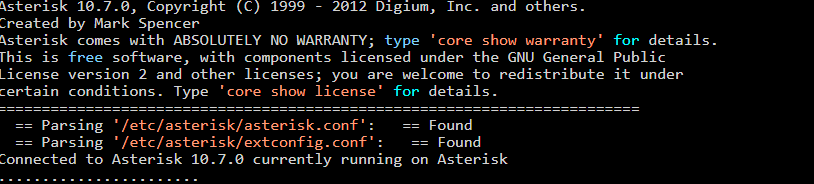 Asterisk 10.7.0, Copyright (C) 1999 - 2012 Digium, Inc. and others.
Created by Mark Spencer
Asterisk comes with ABSOLUTELY NO WARRANTY; type 'core show warranty' for details.
This is free software, with components licensed under the GNU General Public
License version 2 and other licenses; you are welcome to redistribute it under
certain conditions. Type 'core show license' for details.
=========================================================================
  == Parsing '/etc/asterisk/asterisk.conf':   == Found
  == Parsing '/etc/asterisk/extconfig.conf':   == Found
Connected to Asterisk 10.7.0 currently running on Asterisk
.......................